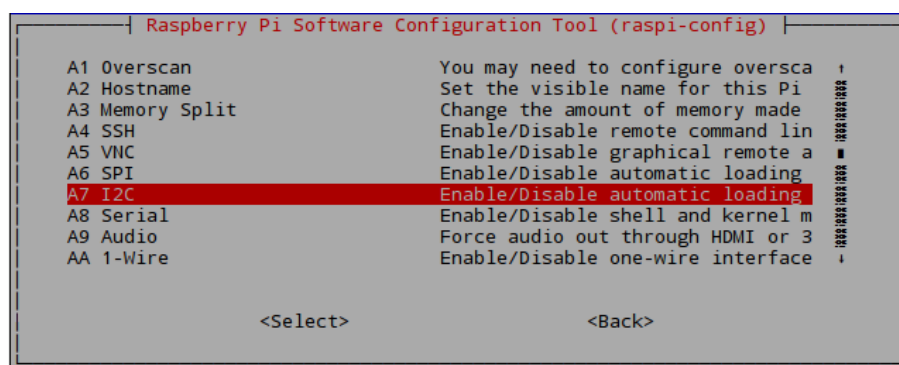 Raspberry Pi Software Configuration Tool (raspi-config)
A1 Overscan You may need to configure oversca
A2 Hostname Set the visible name for this Pi
A3 Memory Split Change the amount of memory made
A4 SSH Enable/Disable remote command lin
A5 VNC Enable/Disable graphical remote a
A6 SPI Enable/Disable automatic loading
A7 I2C Enable/Disable automatic loading
A8 Serial Enable/Disable shell and kernel m
A9 Audio Force audio out through HDMI or 3
AA 1-Wire Enable/Disable one-wire interface
<Select> <Back>